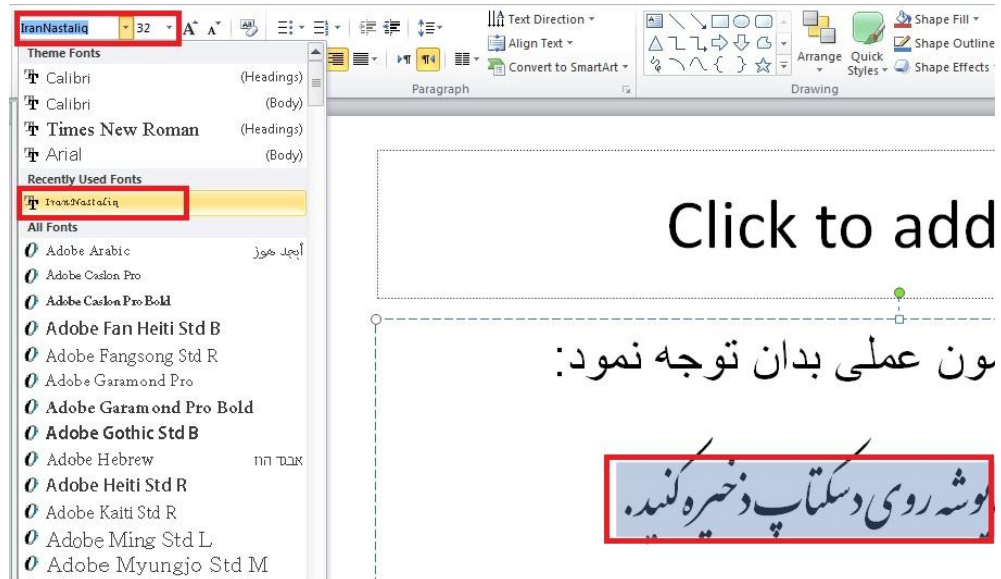 IranNastaliq 32
Text Direction
Align Text
Convert to SmartArt
Paragraph
Arrange
Quick Styles
Shape Fill
Shape Outline
Shape Effects
Drawing
Theme Fonts
Calibri (Headings)
Calibri (Body)
Times New Roman (Headings)
Arial (Body)
Recently Used Fonts
IranNastaliq
All Fonts
Adobe Arabic أبجد هوز
Adobe Caslon Pro
Adobe Caslon Pro Bold
Adobe Fan Heiti Std B
Adobe Fangsong Std R
Adobe Garamond Pro
Adobe Garamond Pro Bold
Adobe Gothic Std B
Adobe Hebrew אבגד הוז
Adobe Heiti Std R
Adobe Kaiti Std R
Adobe Ming Std L
Adobe Myungjo Std M
Click to add
عملی بدان توجه نمود:
روی دسکتاپ ذخیره کنید.